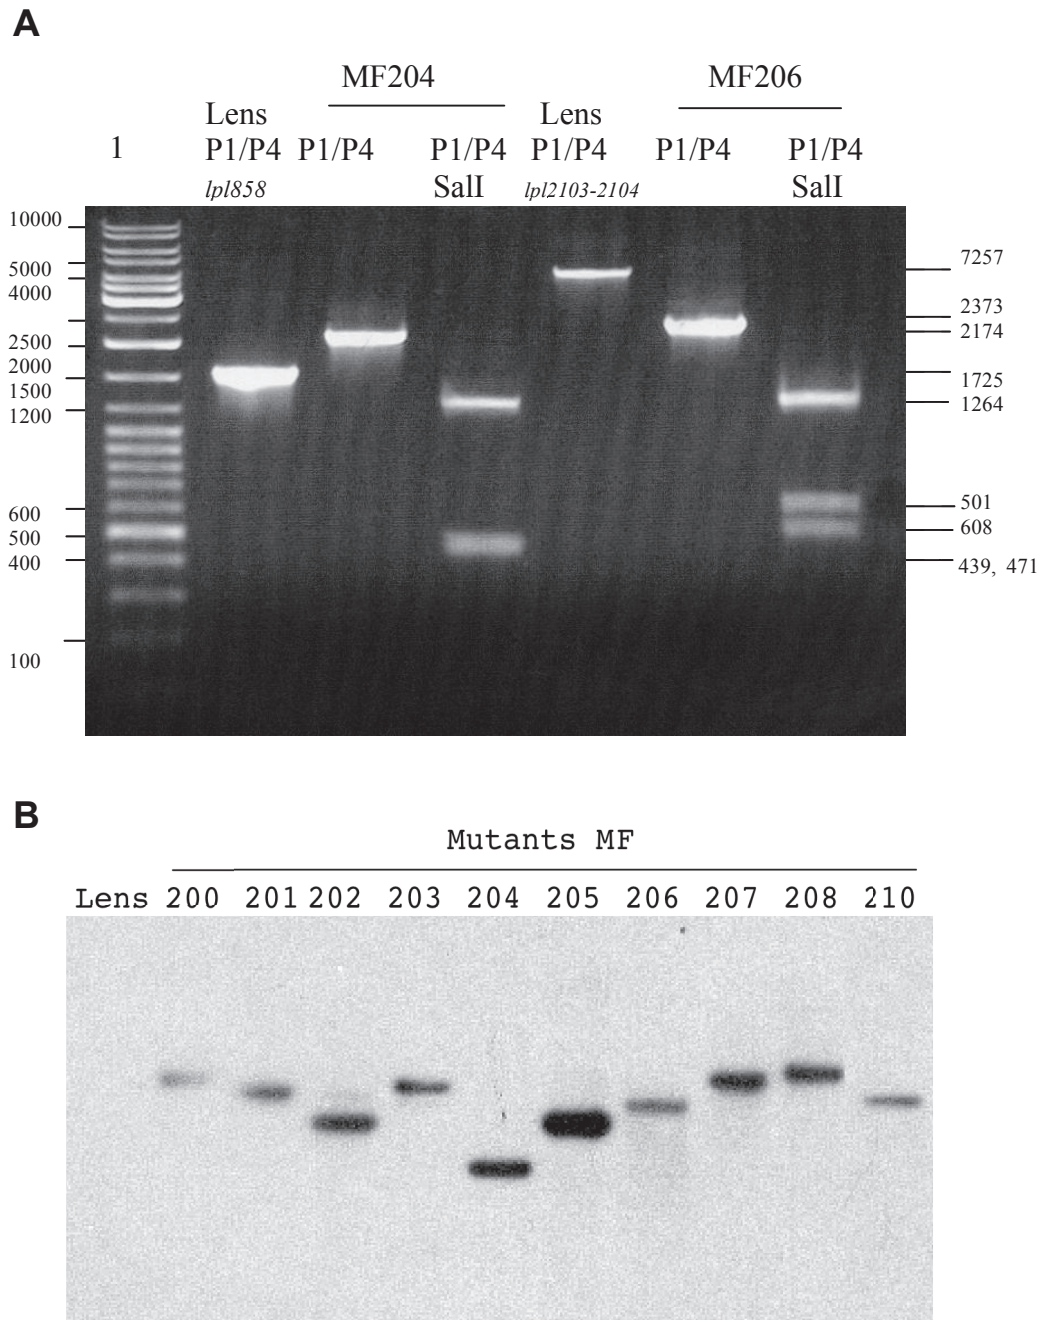 A
MF204 MF206
Lens Lens
1 P1/P4 P1/P4 P1/P4 P1/P4 P1/P4 P1/P4
lpl858 SalI lpl2103-2104 SalI
10000
5000
4000
2500
2000
1500
1200
600
500
400
100
7257
2373
2174
1725
1264
501
608
439, 471
B
Mutants MF
Lens 200 201 202 203 204 205 206 207 208 210